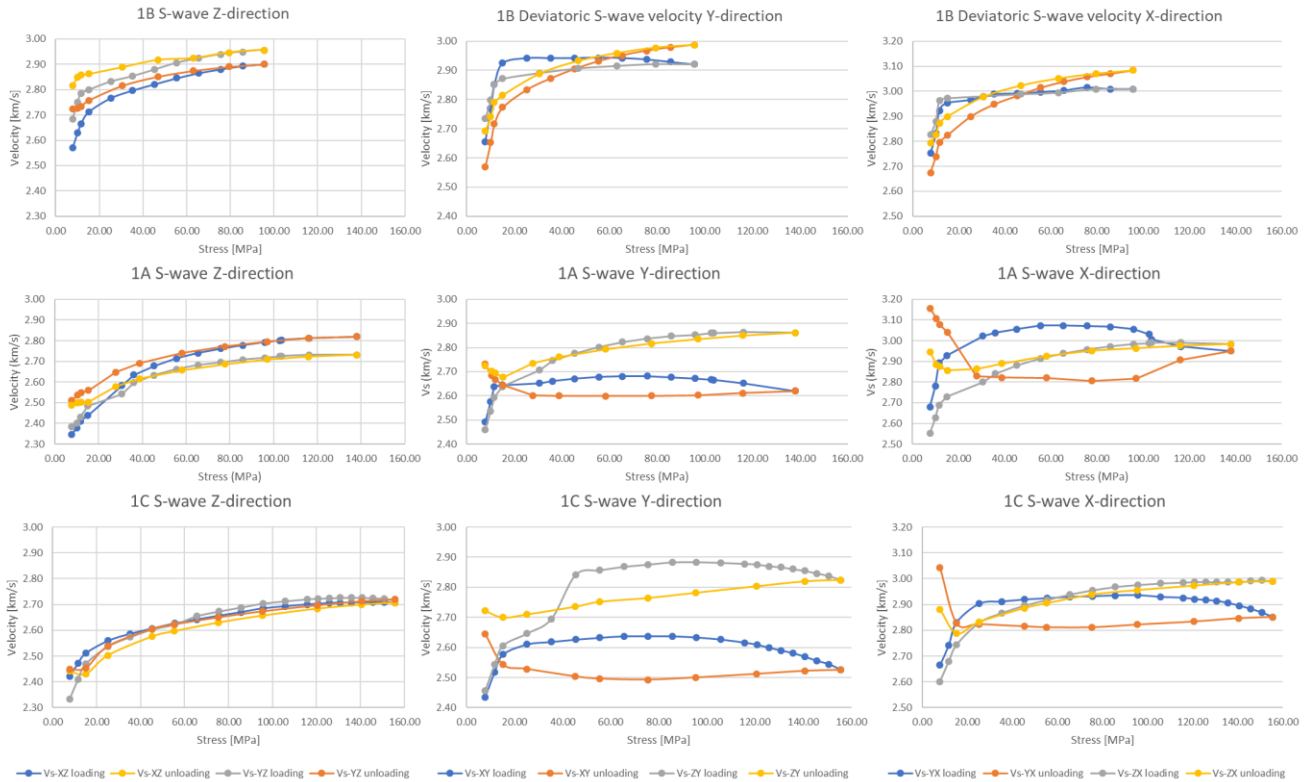 1B S-wave Z-direction
Velocity [km/s]
3.00
2.90
2.80
2.70
2.60
2.50
2.40
2.30
0.00 20.00 40.00 60.00 80.00 100.00 120.00 140.00 160.00
Stress [MPa]
1B Deviatoric S-wave velocity Y-direction
Velocity [km/s]
3.00
2.90
2.80
2.70
2.60
2.50
2.40
0.00 20.00 40.00 60.00 80.00 100.00 120.00 140.00 160.00
Stress [MPa]
1B Deviatoric S-wave velocity X-direction
Velocity [km/s]
3.20
3.10
3.00
2.90
2.80
2.70
2.60
2.50
0.00 20.00 40.00 60.00 80.00 100.00 120.00 140.00 160.00
Stress [MPa]
1A S-wave Z-direction
Velocity (km/s)
3.00
2.90
2.80
2.70
2.60
2.50
2.40
2.30
0.00 20.00 40.00 60.00 80.00 100.00 120.00 140.00 160.00
Stress (MPa)
1A S-wave Y-direction
Vs (km/s)
3.00
2.90
2.80
2.70
2.60
2.50
2.40
0.00 20.00 40.00 60.00 80.00 100.00 120.00 140.00 160.00
Stress (MPa)
1A S-wave X-direction
Vs (km/s)
3.20
3.10
3.00
2.90
2.80
2.70
2.60
2.50
0.00 20.00 40.00 60.00 80.00 100.00 120.00 140.00 160.00
Stress (MPa)
1C S-wave Z-direction
Velocity [km/s]
3.00
2.90
2.80
2.70
2.60
2.50
2.40
2.30
0.00 20.00 40.00 60.00 80.00 100.00 120.00 140.00 160.00
Stress [MPa]
1C S-wave Y-direction
Velocity [km/s]
3.00
2.90
2.80
2.70
2.60
2.50
2.40
0.00 20.00 40.00 60.00 80.00 100.00 120.00 140.00 160.00
Stress [MPa]
1C S-wave X-direction
Velocity [km/s]
3.20
3.10
3.00
2.90
2.80
2.70
2.60
2.50
0.00 20.00 40.00 60.00 80.00 100.00 120.00 140.00 160.00
Stress [MPa]
Vs-XZ loading Vs-XZ unloading Vs-YZ loading Vs-YZ unloading Vs-XY loading Vs-XY unloading Vs-ZY loading Vs-ZY unloading Vs-YX loading Vs-YX unloading Vs-ZX loading Vs-ZX unloading